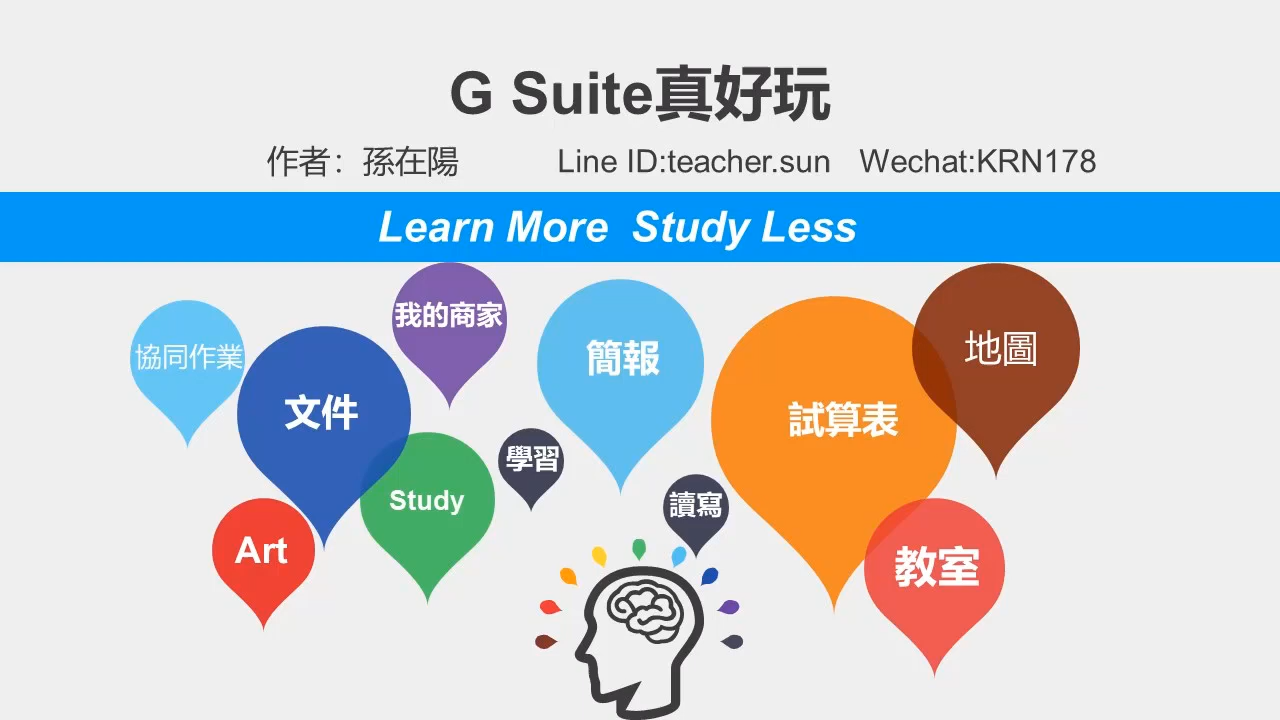 G Suite真好玩
作者：孫在陽 Line ID:teacher.sun Wechat:KRN178
Learn More Study Less
我的商家
協同作業
文件
簡報
試算表
地圖
學習
Study
讀寫
Art
教室